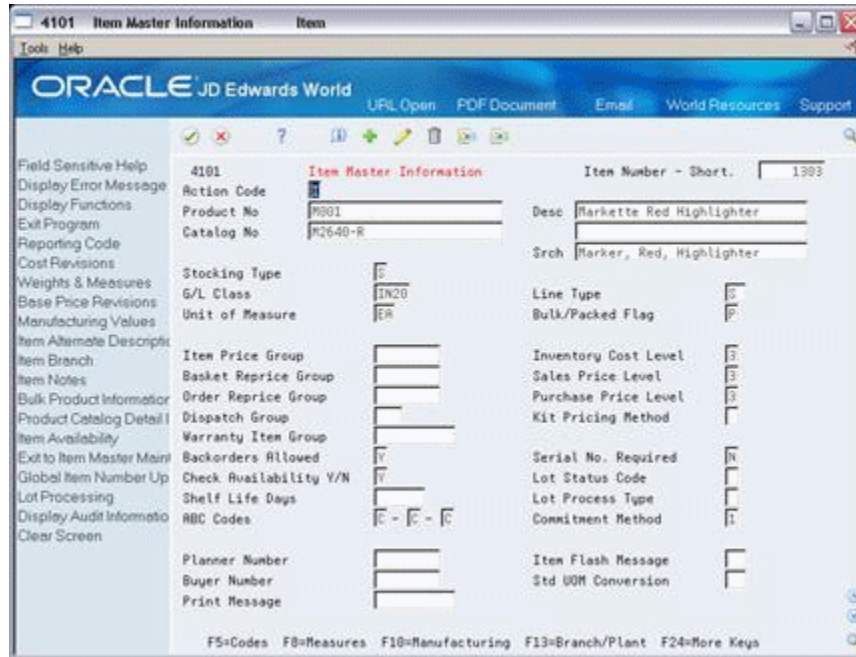 4101 Item Master Information Item
Tools Help
ORACLE JD Edwards World
URL Open PDF Document Email World Resources Support
Field Sensitive Help
Display Error Message
Display Functions
Exit Program
Reporting Code
Cost Revisions
Weights & Measures
Base Price Revisions
Manufacturing Values
Item Alternate Descriptic
Item Branch
Item Notes
Bulk Product Information
Product Catalog Detail I
Item Availability
Exit to Item Master Maint
Global Item Number Up
Lot Processing
Display Audit Informatio
Clear Screen
4101 Item Master Information Item Number - Short. 1303
Action Code
Product No M001 Desc Markette Red Highlighter
Catalog No M2640-R
Srch Marker, Red, Highlighter
Stocking Type S
G/L Class IN20 Line Type S
Unit of Measure EA Bulk/Packed Flag P
Item Price Group Inventory Cost Level 3
Basket Reprice Group Sales Price Level 3
Order Reprice Group Purchase Price Level 3
Dispatch Group Kit Pricing Method
Warranty Item Group
Backorders Allowed Y Serial No. Required N
Check Availability Y/N Y Lot Status Code
Shelf Life Days Lot Process Type
ABC Codes C - C - C Commitment Method 1
Planner Number Item Flash Message
Buyer Number Std UOM Conversion
Print Message
F5=Codes F8=Measures F10=Manufacturing F13=Branch/Plant F24=More Keys